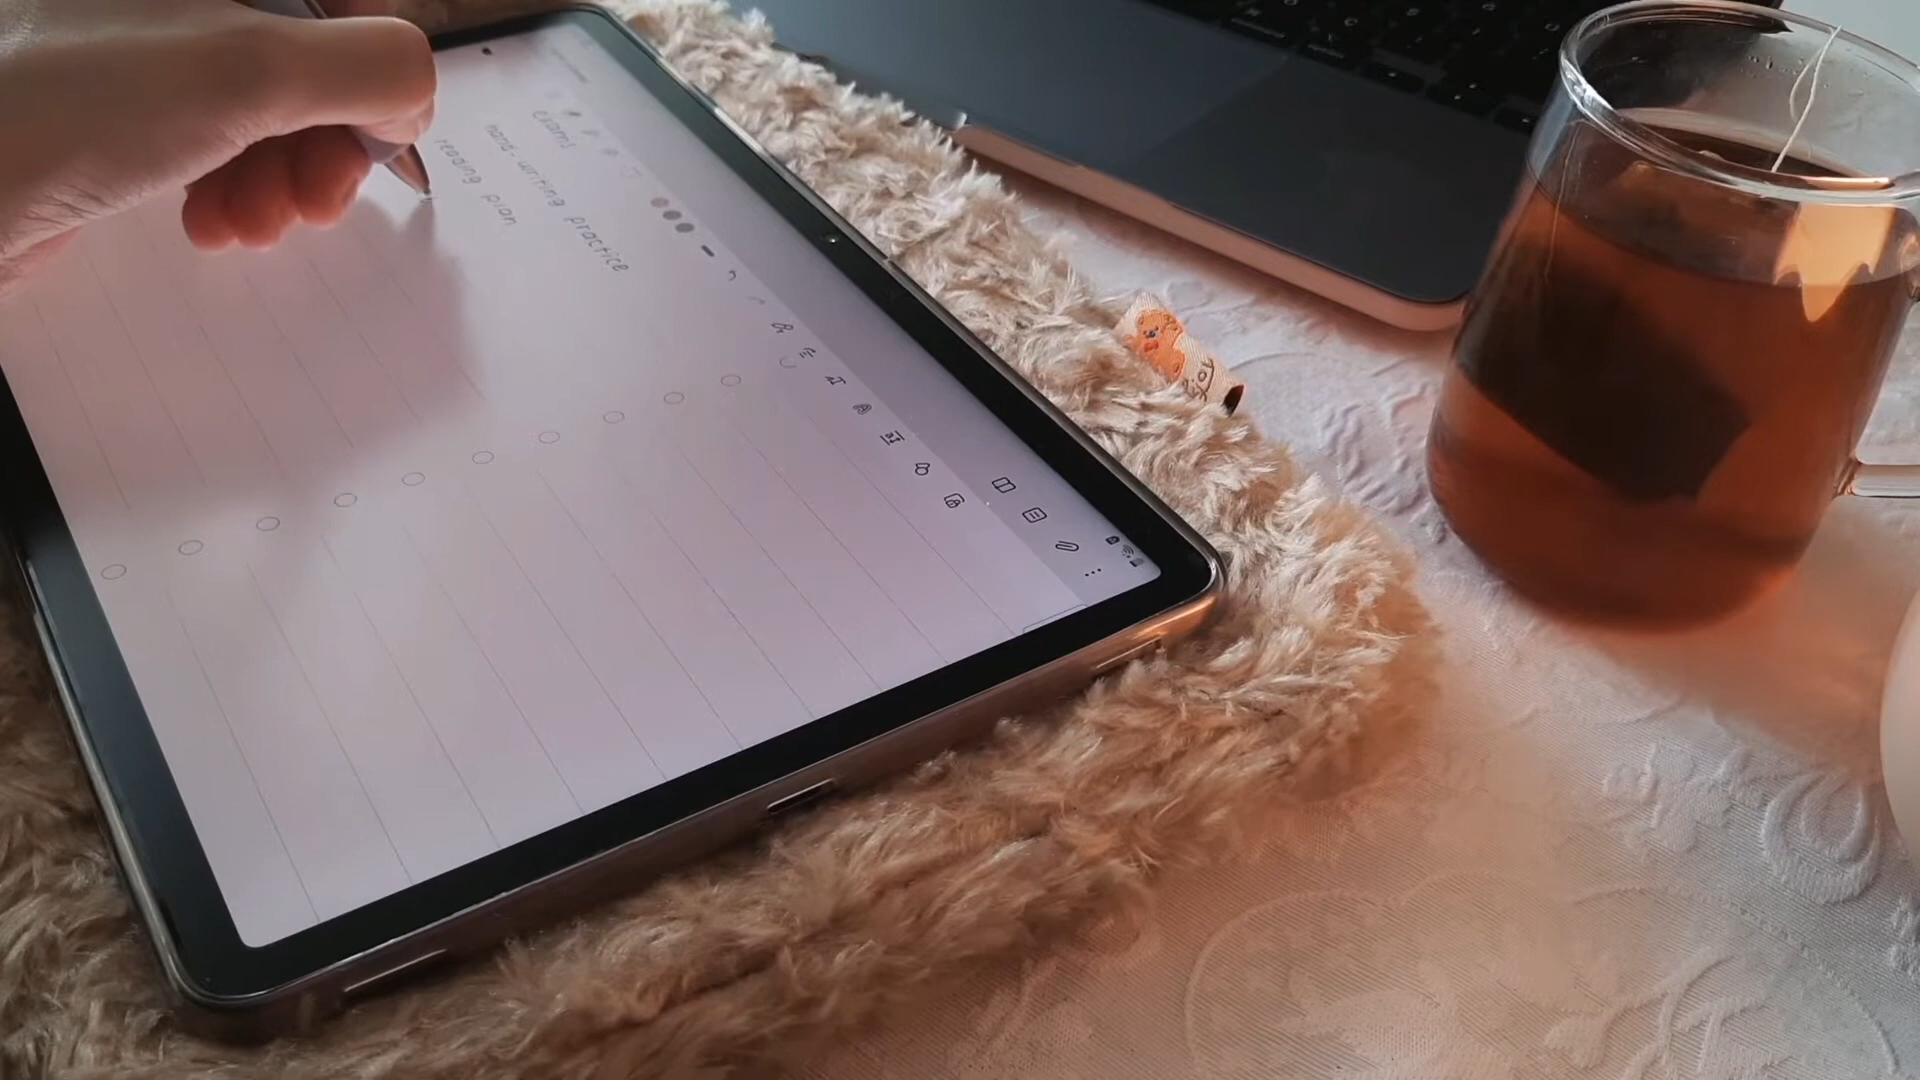 exams
hand-writing practice
reading plan